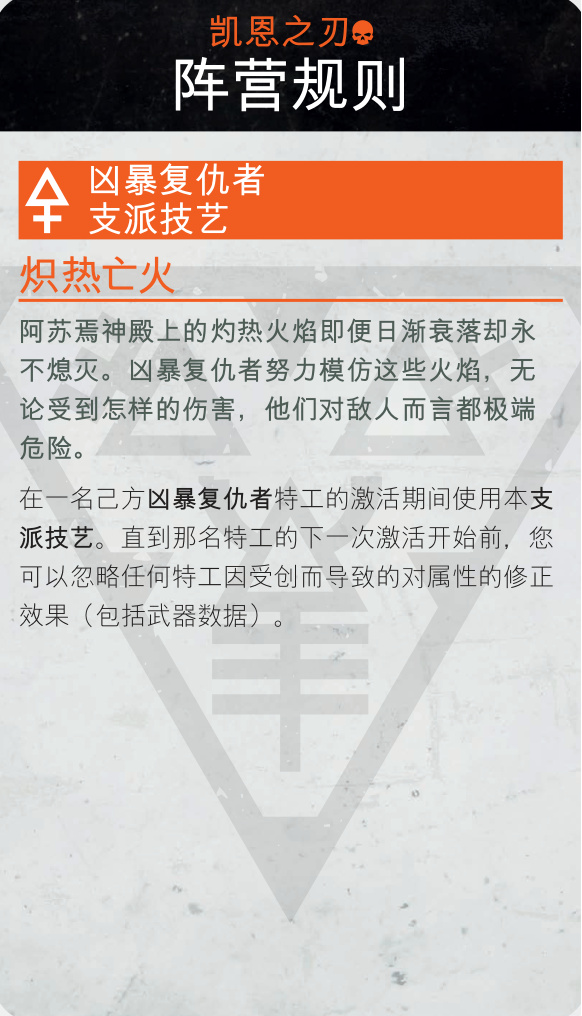 凯恩之刃
阵营规则
凶暴复仇者
支派技艺
炽热亡火
阿苏焉神殿上的灼热火焰即便日渐衰落却永
不熄灭。凶暴复仇者努力模仿这些火焰，无
论受到怎样的伤害，他们对敌人而言都极端
危险。
在一名己方凶暴复仇者特工的激活期间使用本支
派技艺。直到那名特工的下一次激活开始前，您
可以忽略任何特工因受创而导致的对属性的修正
效果（包括武器数据）。